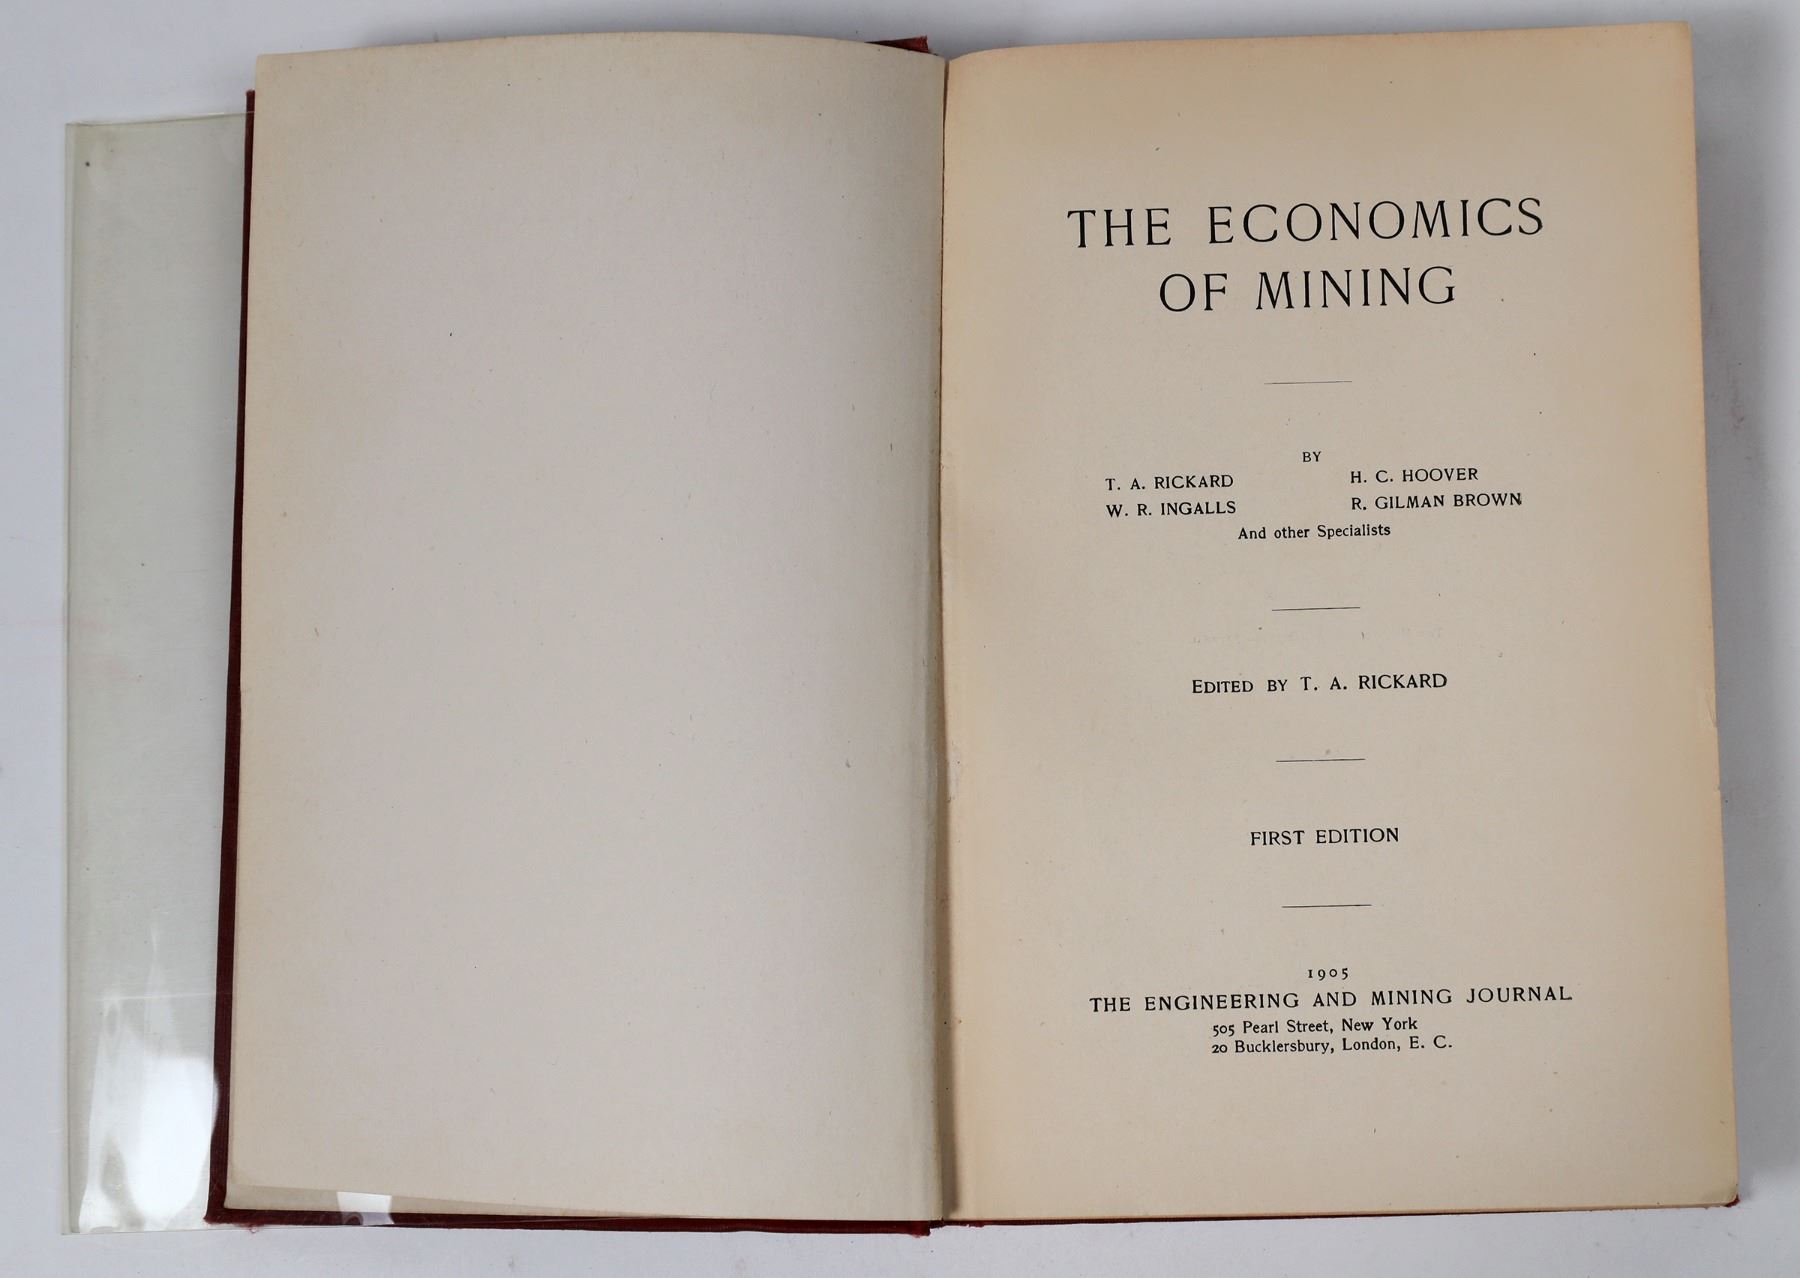 THE ECONOMICS
OF MINING
BY
T. A. RICKARD H. C. HOOVER
W. R. INGALLS R. GILMAN BROWN
And other Specialists
EDITED BY T. A. RICKARD
FIRST EDITION
1905
THE ENGINEERING AND MINING JOURNAL
505 Pearl Street, New York
20 Bucklersbury, London, E. C.